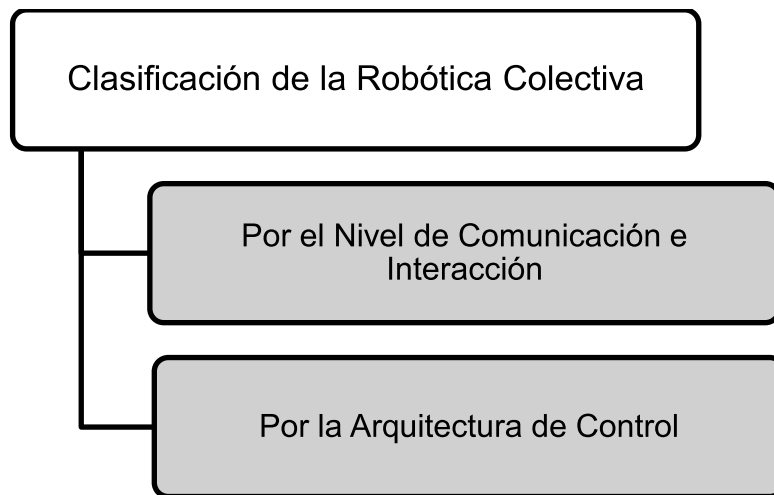 Clasificación de la Robótica Colectiva
Por el Nivel de Comunicación e
Interacción
Por la Arquitectura de Control